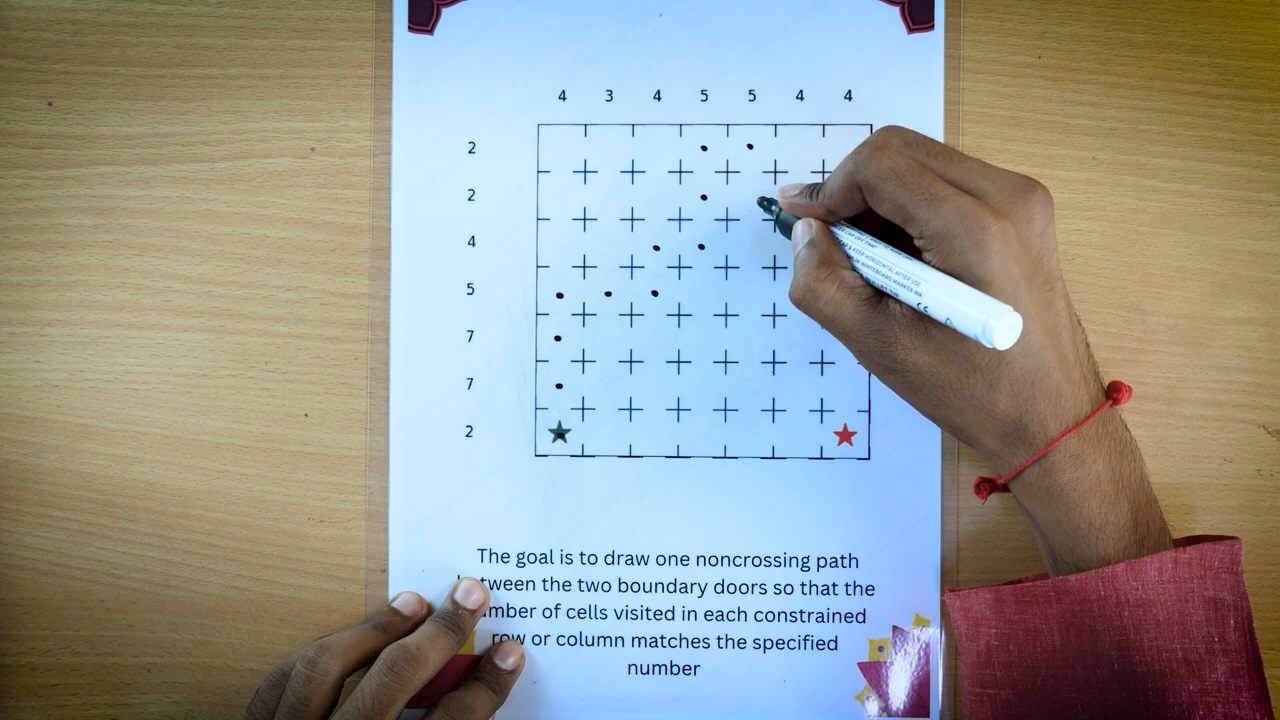 4 3 4 5 5 4 4
2
2
4
5
7
7
2
The goal is to draw one noncrossing path
the two boundary doors so that the
of cells visited in each constrained
row or column matches the specified
number